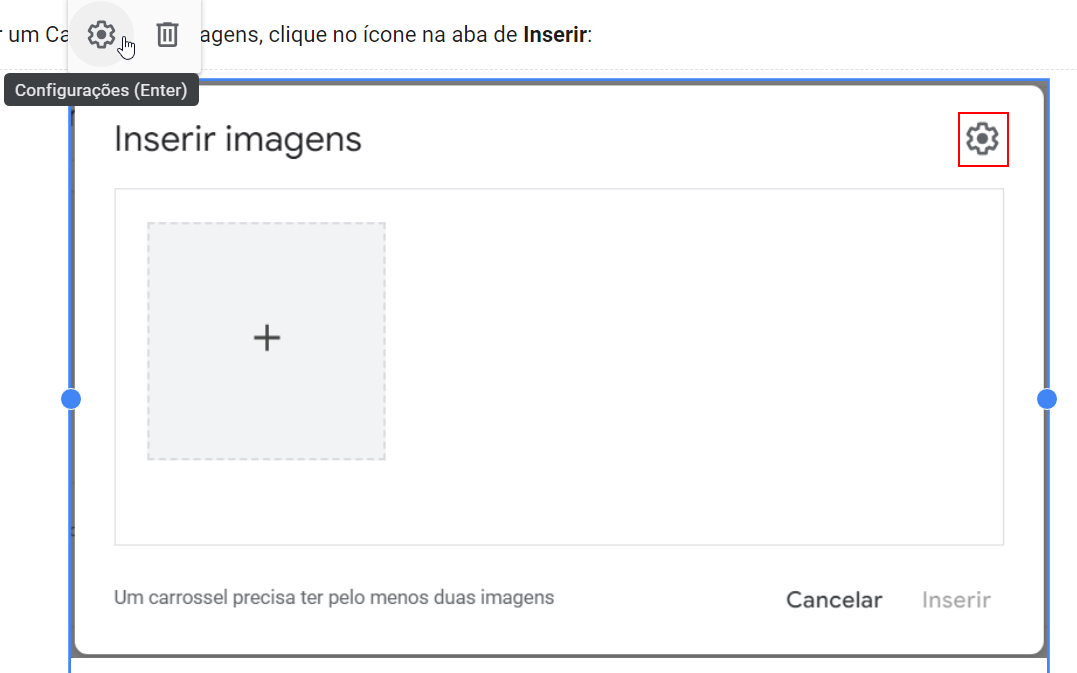 um Ca agens, clique no ícone na aba de Inserir:
Configurações (Enter)
Inserir imagens
Um carrossel precisa ter pelo menos duas imagens
Cancelar
Inserir